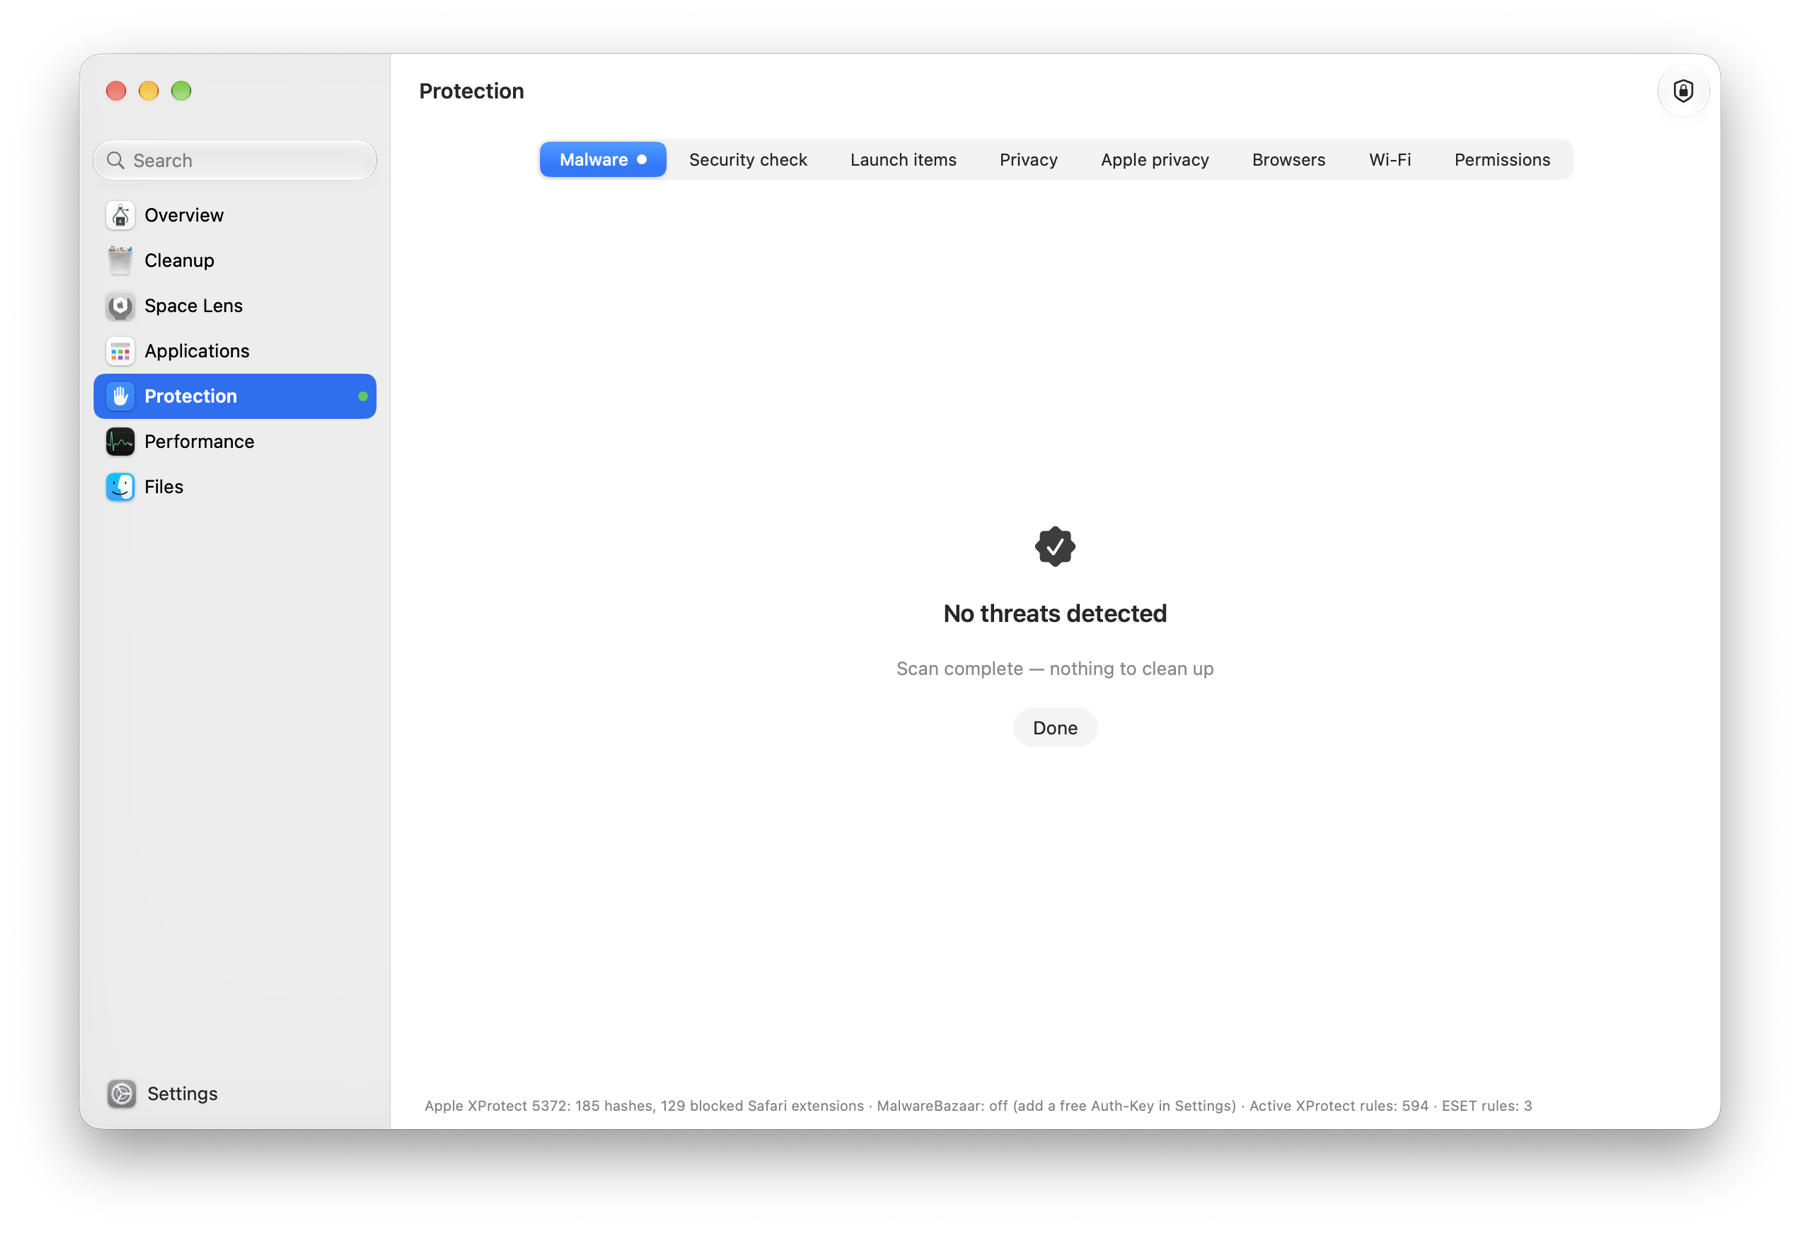 Protection
Search
Overview
Cleanup
Space Lens
Applications
Protection
Performance
Files
Settings
Malware
Security check
Launch items
Privacy
Apple privacy
Browsers
Wi-Fi
Permissions
No threats detected
Scan complete — nothing to clean up
Done
Apple XProtect 5372: 185 hashes, 129 blocked Safari extensions · MalwareBazaar: off (add a free Auth-Key in Settings) · Active XProtect rules: 594 · ESET rules: 3